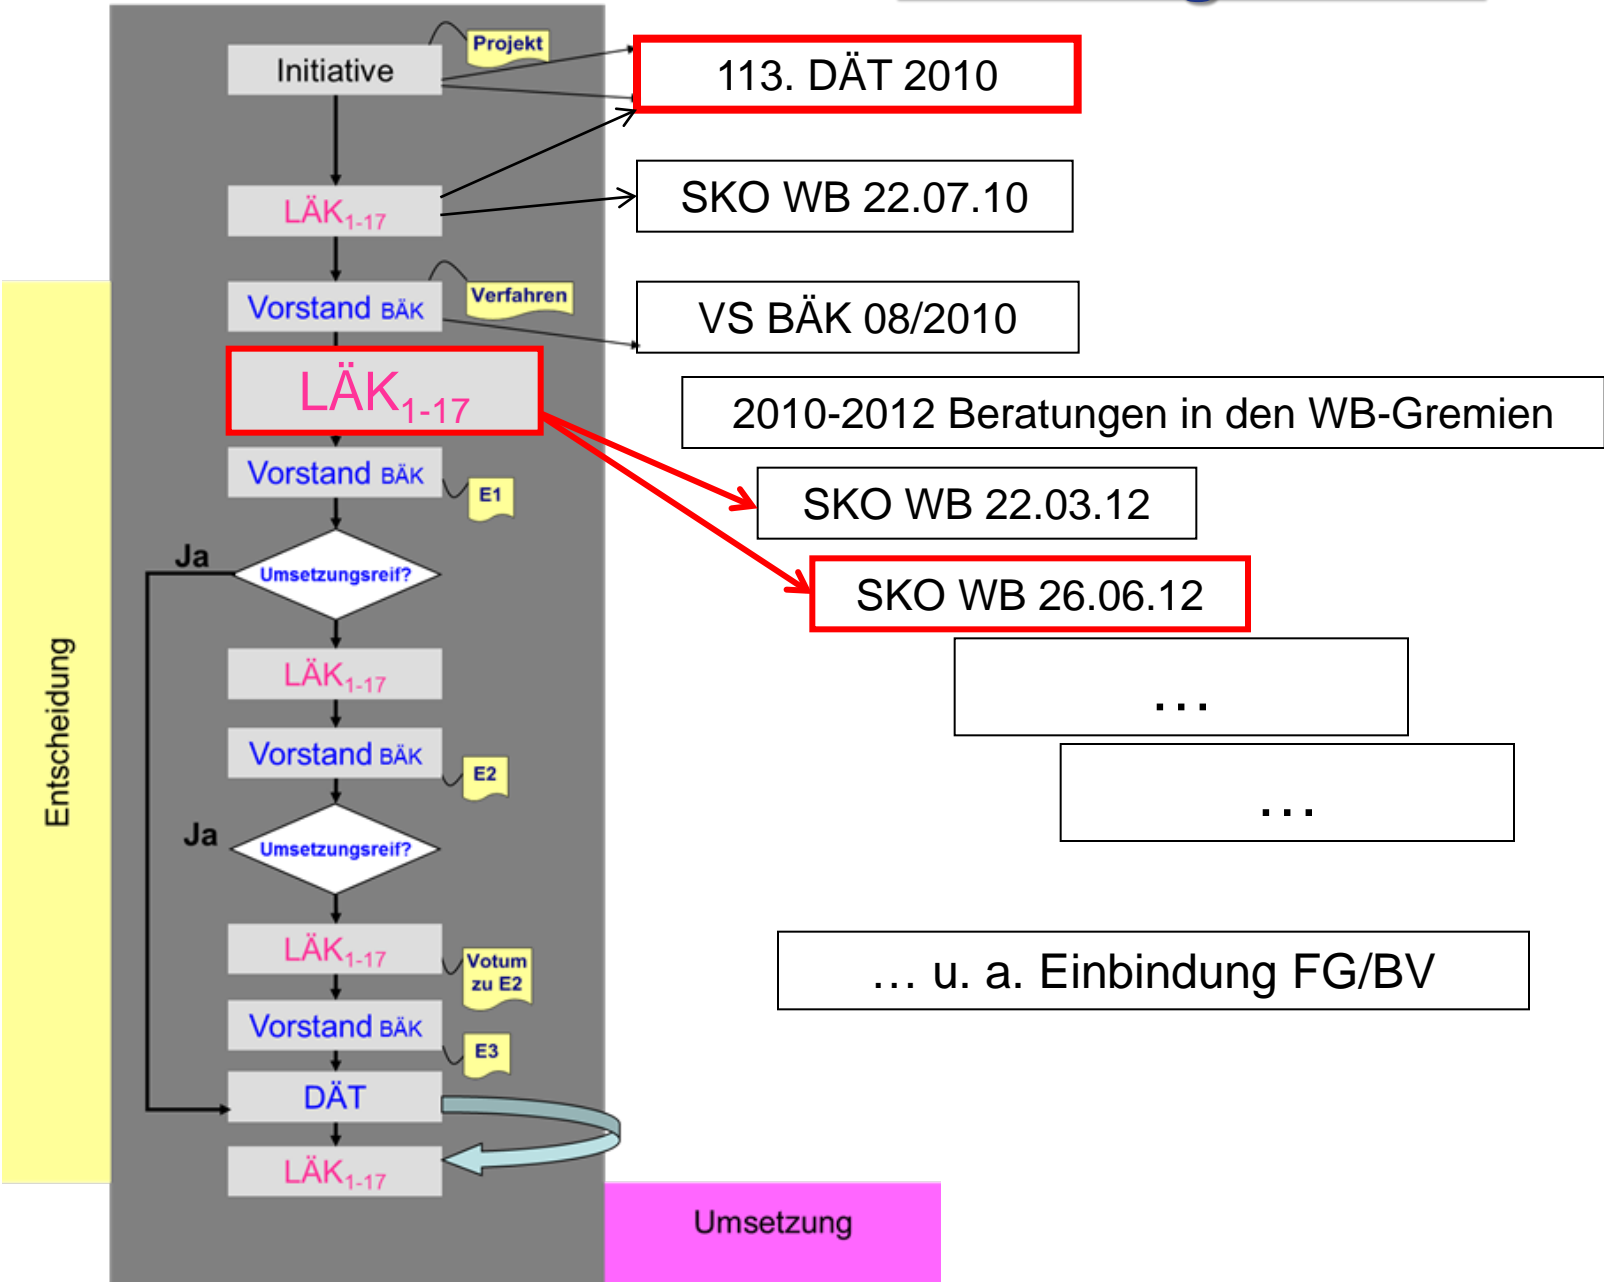 Projekt
Initiative
113. DÄT 2010
LÄK1-17
SKO WB 22.07.10
Vorstand BÄK
Verfahren
VS BÄK 08/2010
LÄK1-17
2010-2012 Beratungen in den WB-Gremien
Vorstand BÄK
E1
SKO WB 22.03.12
Ja
Umsetzungsreif?
SKO WB 26.06.12
LÄK1-17
...
Vorstand BÄK
E2
...
Ja
Umsetzungsreif?
LÄK1-17
Votum
zu E2
... u. a. Einbindung FG/BV
Vorstand BÄK
E3
DÄT
LÄK1-17
Entscheidung
Umsetzung